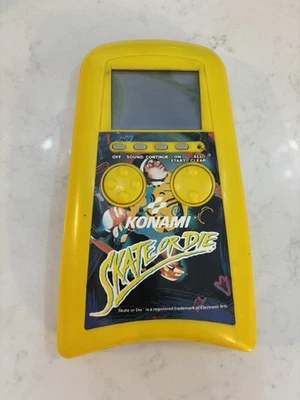 OFF SOUND CONTINUE ON START ALL CLEAR
KONAMI
SKATE OR DIE
Skate or Die is a registered trademark of Electronic Arts